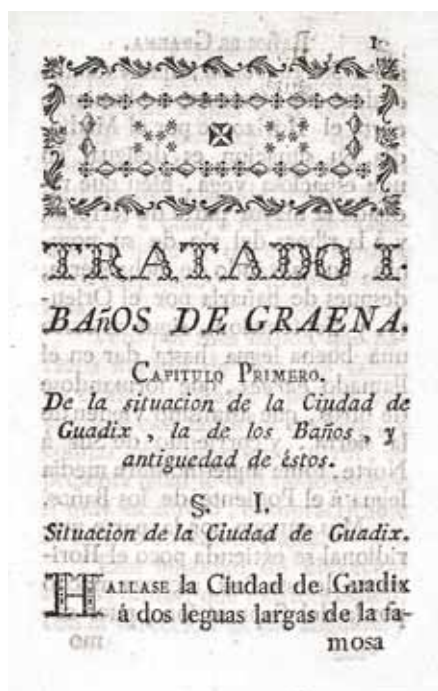 1
TRATADO I.
BAñOS DE GRAENA.
CAPITULO PRIMERO.
De la situacion de la Ciudad de
Guadix , la de los Baños , y
antiguedad de éstos.
§. I.
Situacion de la Ciudad de Guadix.
HALLASE la Ciudad de Guadix
á dos leguas largas de la fa-
mosa